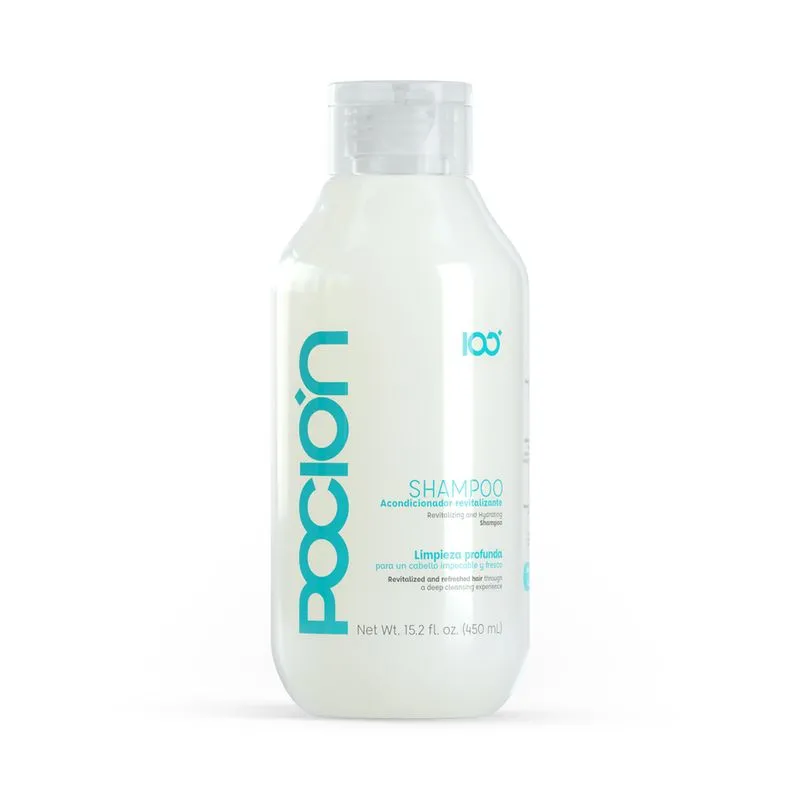 POCIÓN
100+
SHAMPOO
Acondicionador revitalizante
Revitalizing and Hydrating
Shampoo
Limpieza profunda
para un cabello impecable y fresco
Revitalized and refreshed hair through
a deep cleansing experience
Net Wt. 15.2 fl. oz. (450 mL)